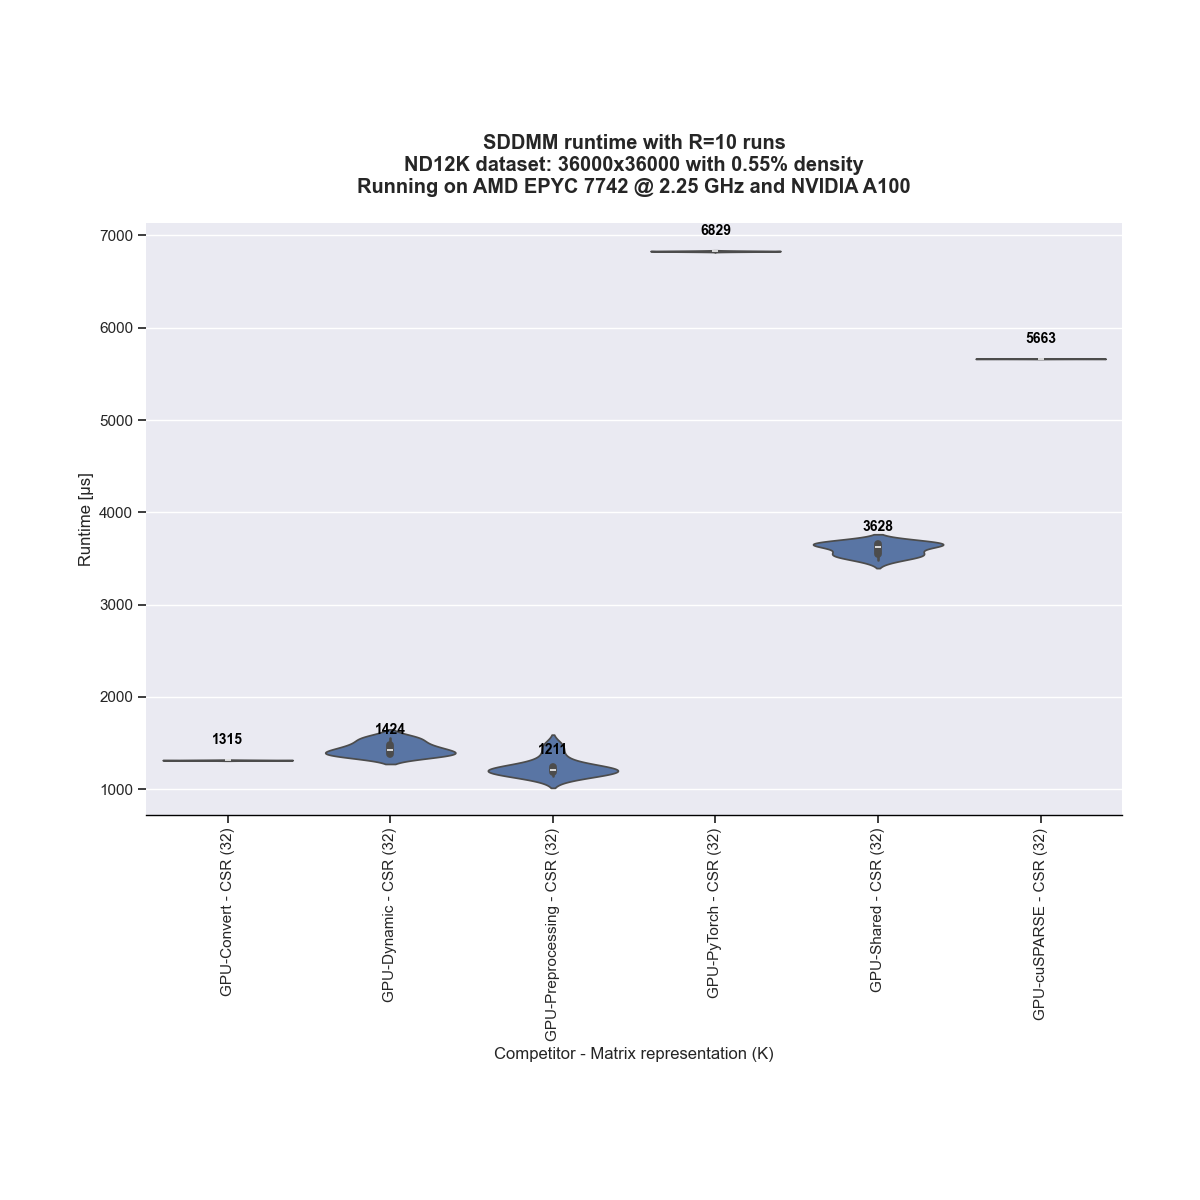 SDDMM runtime with R=10 runs
ND12K dataset: 36000x36000 with 0.55% density
Running on AMD EPYC 7742 @ 2.25 GHz and NVIDIA A100
Runtime [µs]
7000
6000
5000
4000
3000
2000
1000
1315
1424
1211
6829
3628
5663
GPU-Convert - CSR (32)
GPU-Dynamic - CSR (32)
GPU-Preprocessing - CSR (32)
GPU-PyTorch - CSR (32)
GPU-Shared - CSR (32)
GPU-cuSPARSE - CSR (32)
Competitor - Matrix representation (K)